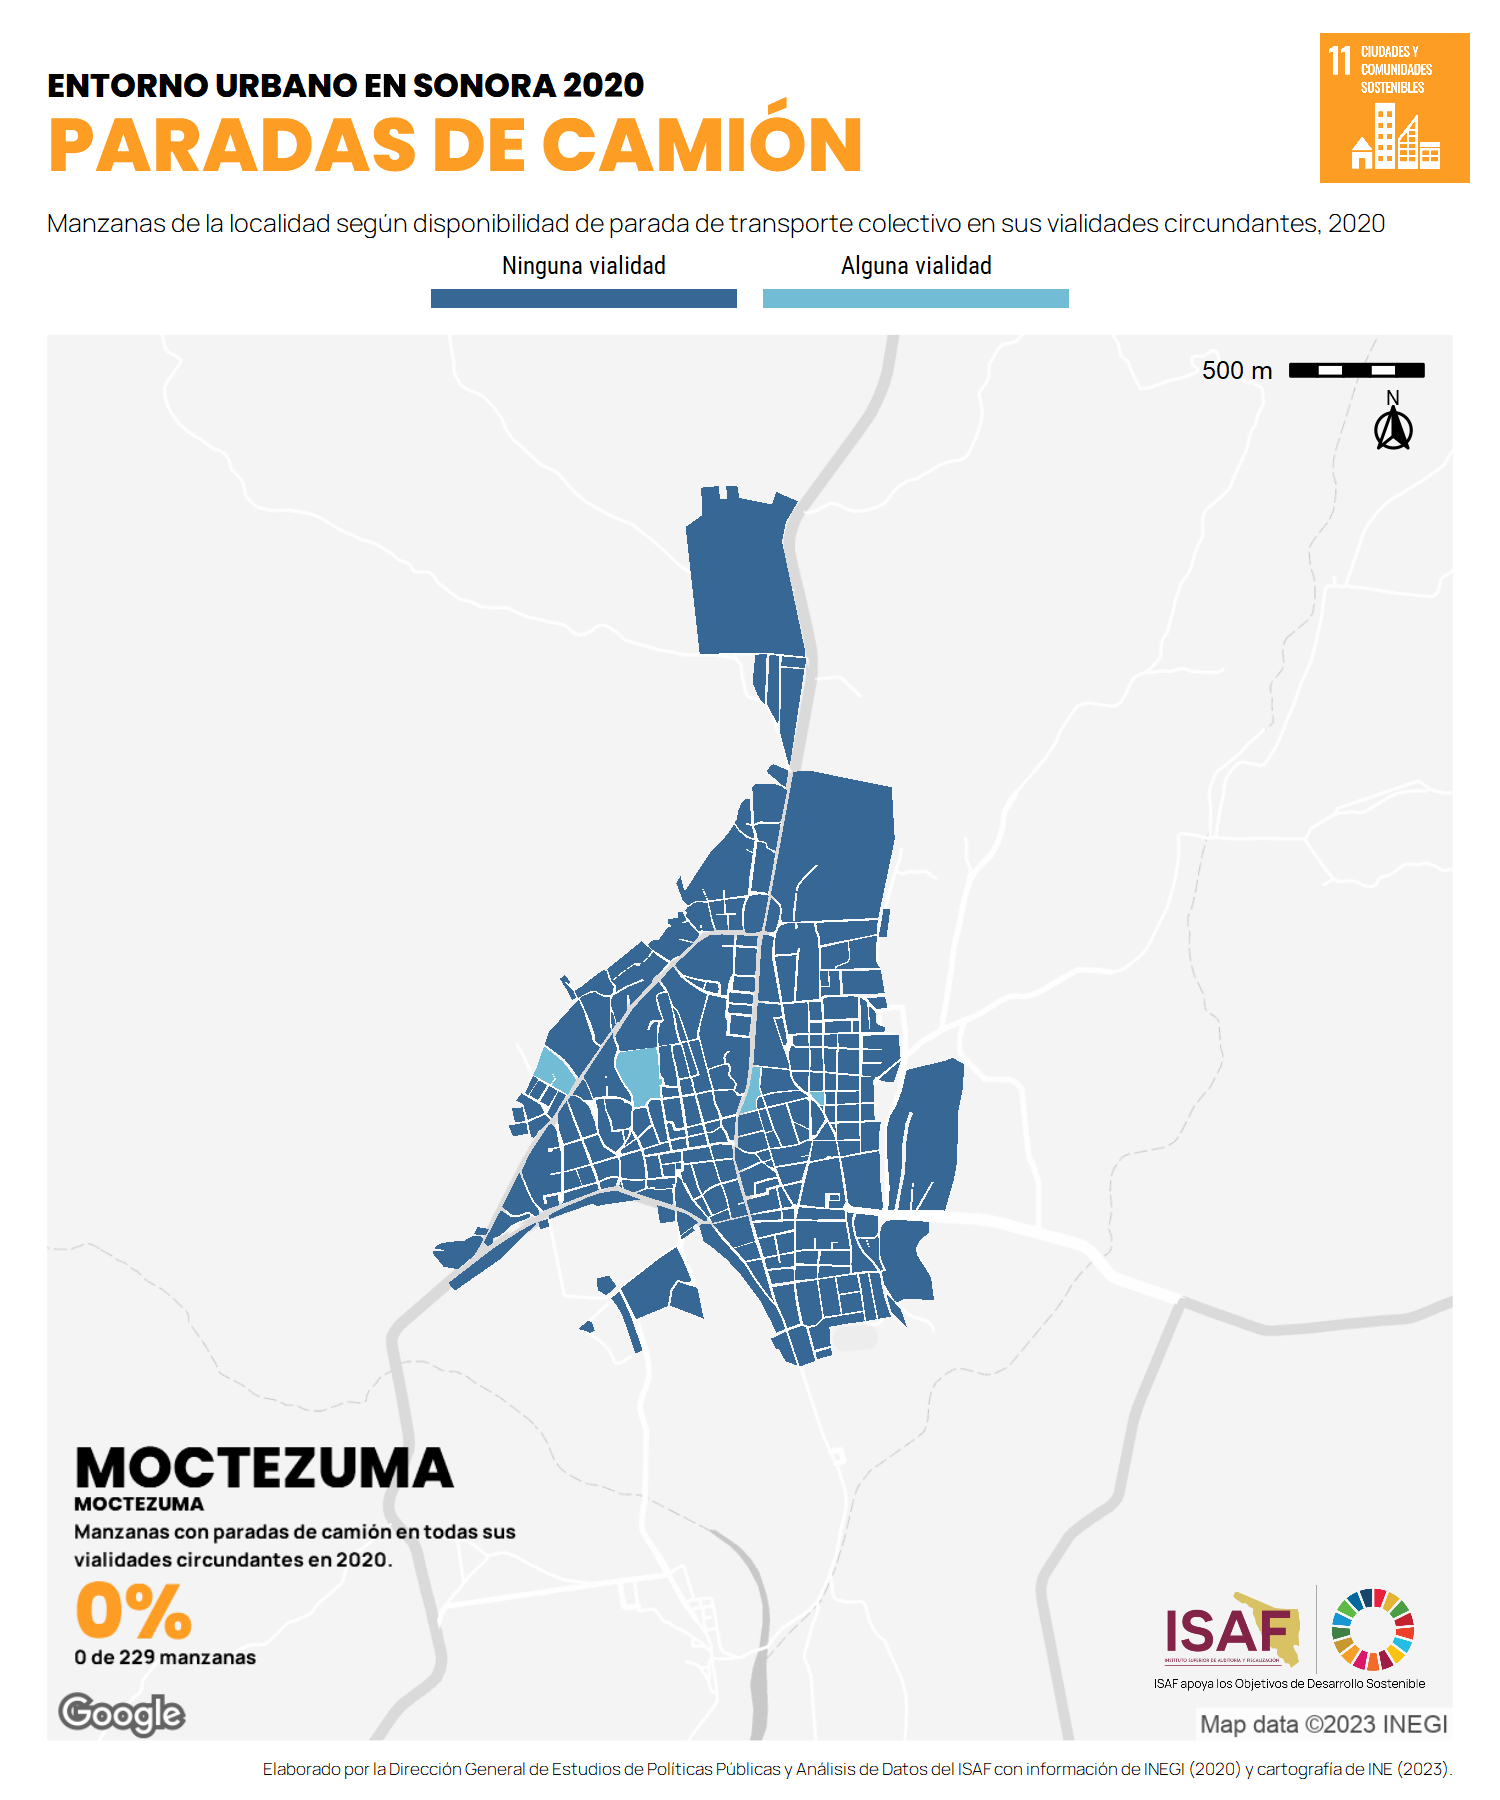 ENTORNO URBANO EN SONORA 2020
PARADAS DE CAMIÓN
11 CIUDADES Y
COMUNIDADES
SOSTENIBLES
Manzanas de la localidad según disponibilidad de parada de transporte colectivo en sus vialidades circundantes, 2020
Ninguna vialidad
Alguna vialidad
500 m
N
MOCTEZUMA
MOCTEZUMA
Manzanas con paradas de camión en todas sus
vialidades circundantes en 2020.
0%
0 de 229 manzanas
Google
ISAF
INSTITUTO SUPERIOR DE AUDITORÍA Y FISCALIZACIÓN
ISAF apoya los Objetivos de Desarrollo Sostenible
Map data ©2023 INEGI
Elaborado por la Dirección General de Estudios de Políticas Públicas y Análisis de Datos del ISAF con información de INEGI (2020) y cartografía de INE (2023).